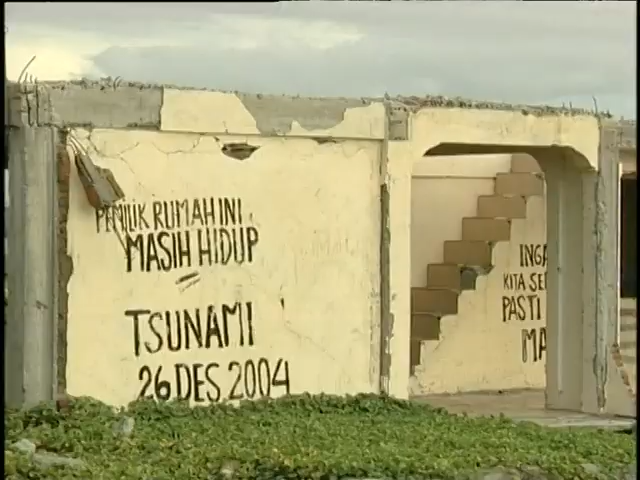 PEMILIK RUMAH INI
MASIH HIDUP
=
TSUNAMI
26 DES 2004
INGA
KITA SE
PASTI
MA